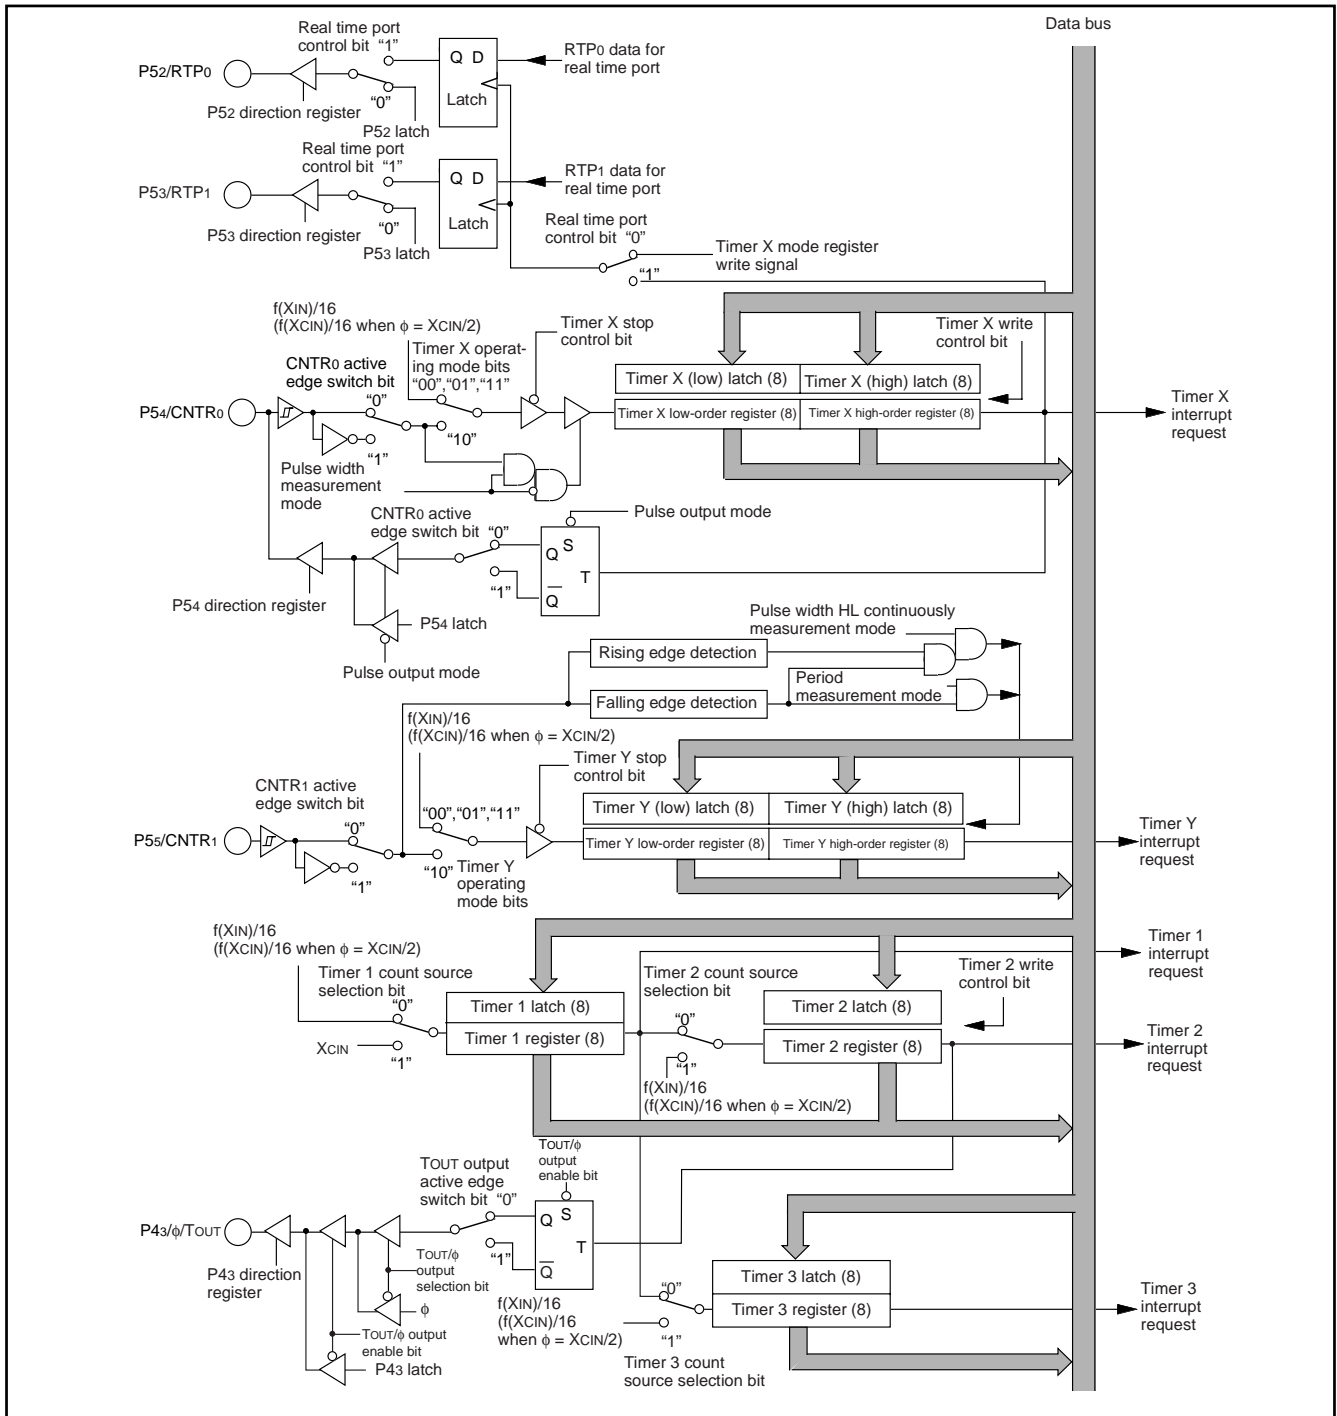 Data bus
Real time port
control bit “1”
Q D
RTP0 data for
real time port
P52/RTP0
“0”
Latch
P52 direction register
P52 latch
Real time port
control bit “1”
Q D
RTP1 data for
real time port
P53/RTP1
“0”
Latch
P53 direction register
P53 latch
Real time port
control bit “0”
Timer X mode register
write signal
“1”
f(XIN)/16
(f(XCIN)/16 when ϕ = XCIN/2)
Timer X stop
control bit
Timer X write
control bit
CNTR0 active
edge switch bit
Timer X operat-
ing mode bits
“00”,“01”,“11”
Timer X (low) latch (8)
Timer X (high) latch (8)
P54/CNTR0
“0”
Timer X low-order register (8)
Timer X high-order register (8)
Timer X
interrupt
request
“10”
“1”
Pulse width
measurement
mode
CNTR0 active
edge switch bit “0”
Pulse output mode
Q
S
T
“1”
Q
P54 direction register
P54 latch
Pulse output mode
Pulse width HL continuously
measurement mode
Rising edge detection
Period
measurement mode
Falling edge detection
f(XIN)/16
(f(XCIN)/16 when ϕ = XCIN/2)
Timer Y stop
control bit
CNTR1 active
edge switch bit
“00”,“01”,“11”
Timer Y (low) latch (8)
Timer Y (high) latch (8)
P55/CNTR1
“0”
Timer Y low-order register (8)
Timer Y high-order register (8)
Timer Y
interrupt
request
“1”
“10”
Timer Y
operating
mode bits
f(XIN)/16
(f(XCIN)/16 when ϕ = XCIN/2)
Timer 1
interrupt
request
Timer 1 count source
selection bit
Timer 2 count source
selection bit
Timer 2 write
control bit
“0”
Timer 1 latch (8)
Timer 2 latch (8)
Timer 1 register (8)
“0”
Timer 2 register (8)
Timer 2
interrupt
request
XCIN
“1”
“1”
f(XIN)/16
(f(XCIN)/16 when ϕ = XCIN/2)
TOUT/ϕ
output
enable bit
TOUT output
active edge
switch bit “0”
Q
S
T
P43/ϕ/TOUT
“1”
Q
P43 direction
register
TOUT/ϕ
output
selection bit
ϕ
f(XIN)/16
(f(XCIN)/16
when ϕ = XCIN/2)
“0”
Timer 3 latch (8)
Timer 3 register (8)
Timer 3
interrupt
request
TOUT/ϕ output
enable bit
P43 latch
“1”
Timer 3 count
source selection bit